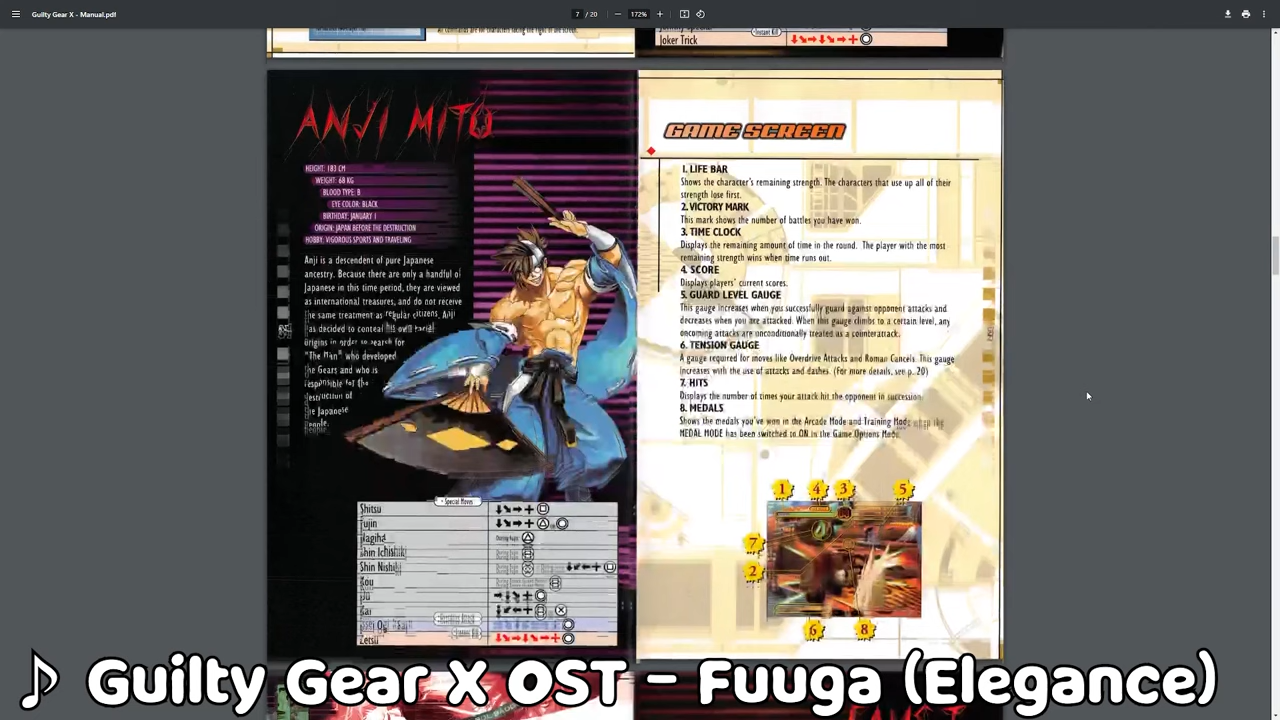 Guilty Gear X - Manual.pdf
7 / 20
172%
Joker Trick
Instant Kill
ANJI MITO
HEIGHT: 183 CM
WEIGHT: 68 KG
BLOOD TYPE: B
EYE COLOR: BLACK
BIRTHDAY: JANUARY 1
ORIGIN: JAPAN BEFORE THE DESTRUCTION
HOBBY: VIGOROUS SPORTS AND TRAVELING
Anji is a descendent of pure Japanese
ancestry. Because there are only a handful of
Japanese in this time period, they are viewed
as international treasures, and do not receive
the same treatment as regular citizens. Anji
has decided to conceal his own racial
origins in order to search for
"The Man" who developed
the Gears and who is
responsible for the
destruction of
the Japanese
people.
Special Moves
Shitsu
Fujin
Nagiha
Shin Ichishiki
Shin Nishiki
Kou
Zetsu
GAME SCREEN
1. LIFE BAR
Shows the character's remaining strength. The characters that use up all of their
strength lose first.
2. VICTORY MARK
This mark shows the number of battles you have won.
3. TIME CLOCK
Displays the remaining amount of time in the round. The player with the most
remaining strength wins when time runs out.
4. SCORE
Displays players' current scores.
5. GUARD LEVEL GAUGE
This gauge increases when you successfully guard against opponent attacks and
decreases when you are attacked. When this gauge climbs to a certain level, any
oncoming attacks are unconditionally treated as a counterattack.
6. TENSION GAUGE
A gauge required for moves like Overdrive Attacks and Roman Cancels. This gauge
increases with the use of attacks and dashes. (For more details, see p. 20)
7. HITS
Displays the number of times your attack hit the opponent in succession.
8. MEDALS
Shows the medals you've won in the Arcade Mode and Training Mode when the
MEDAL MODE has been switched to ON in the Game Options Menu.
1 4 3 5
7
2
6 8
♪ Guilty Gear X OST - Fuuga (Elegance)